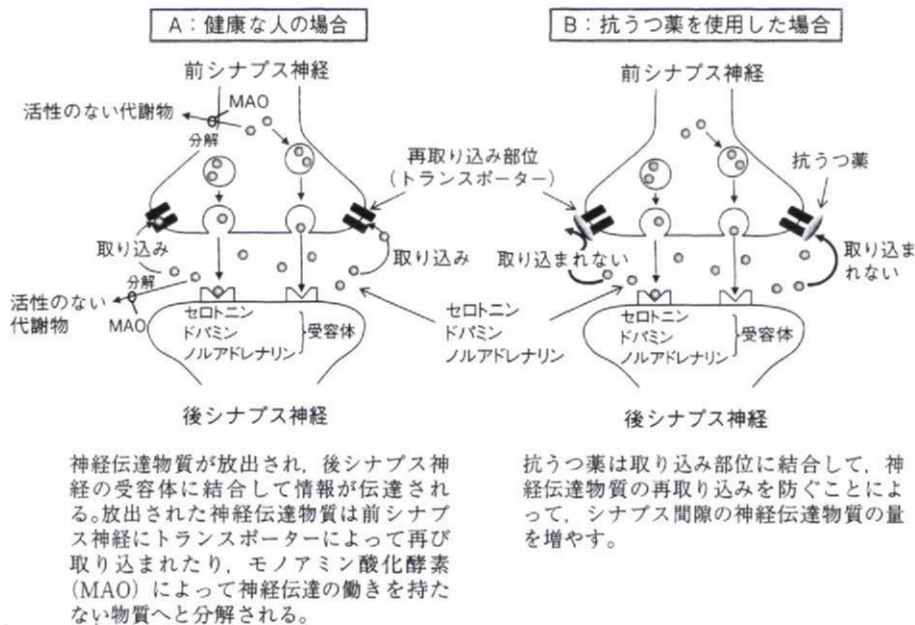 A：健康な人の場合
前シナプス神経
MAO
活性のない代謝物
分解
再取り込み部位
（トランスポーター）
取り込み
取り込み
分解
活性のない
代謝物
MAO
セロトニン
ドパミン
ノルアドレナリン
受容体
後シナプス神経
セロトニン
ドパミン
ノルアドレナリン
B：抗うつ薬を使用した場合
前シナプス神経
抗うつ薬
取り込まれない
取り込ま
れない
セロトニン
ドパミン
ノルアドレナリン
受容体
後シナプス神経
神経伝達物質が放出され，後シナプス神
経の受容体に結合して情報が伝達され
る。放出された神経伝達物質は前シナプ
ス神経にトランスポーターによって再び
取り込まれたり，モノアミン酸化酵素
(MAO) によって神経伝達の働きを持た
ない物質へと分解される。
抗うつ薬は取り込み部位に結合して，神
経伝達物質の再取り込みを防ぐことによ
って，シナプス間隙の神経伝達物質の量
を増やす。